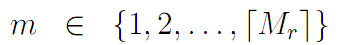 m ∈ {1, 2, . . . , ⌈M_r⌉}